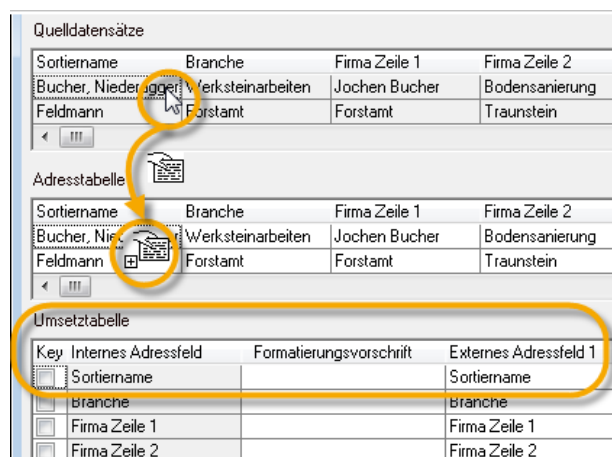 Quelldatensätze
Sortiername Branche Firma Zeile 1 Firma Zeile 2
Bucher, Niederagger Werksteinarbeiten Jochen Bucher Bodensanierung
Feldmann Forstamt Forstamt Traunstein
Adresstabelle
Sortiername Branche Firma Zeile 1 Firma Zeile 2
Bucher, Werksteinarbeiten Jochen Bucher Bodensanierung
Feldmann Forstamt Forstamt Traunstein
Umsetztabelle
Key Internes Adressfeld Formatierungsvorschrift Externes Adressfeld 1
Sortiername Sortiername
Branche Branche
Firma Zeile 1 Firma Zeile 1
Firma Zeile 2 Firma Zeile 2